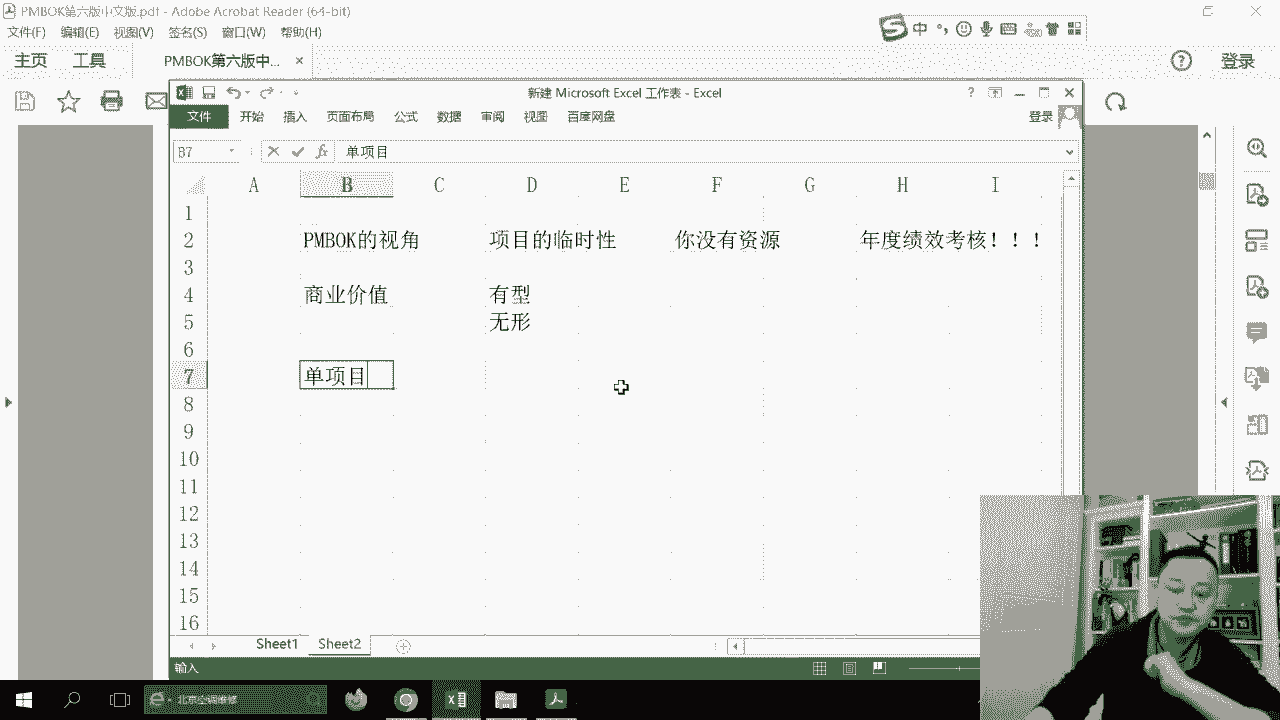 PMBOK第六版中文版.pdf - Adobe Acrobat Reader (64-bit)
文件(F) 编辑(E) 视图(V) 签名(S) 窗口(W) 帮助(H)
中
主页 工具 PMBOK第六版中... × 登录
新建 Microsoft Excel 工作表 - Excel
文件 开始 插入 页面布局 公式 数据 审阅 视图 百度网盘 登录
B7 fx 单项目
A B C D E F G H I
1
2 PMBOK的视角 项目的临时性 你没有资源 年度绩效考核！！！
3
4 商业价值 有型
5 无形
6
7 单项目
8
9
10
11
12
13
14
15
16
Sheet1 Sheet2
输入
北京空调维修